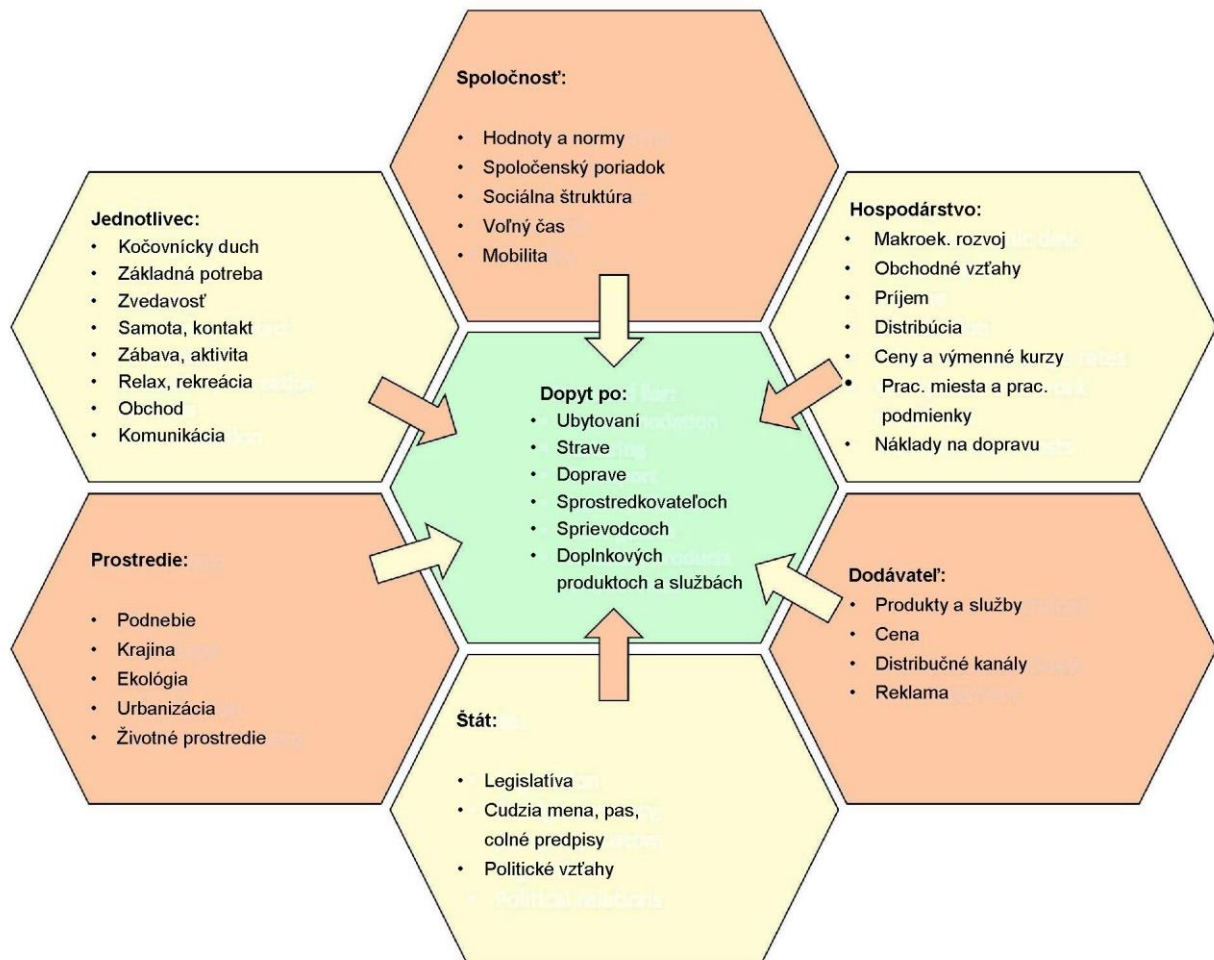 Spoločnosť:
• Hodnoty a normy
• Spoločenský poriadok
• Sociálna štruktúra
• Voľný čas
• Mobilita
Jednotlivec:
• Kočovnícky duch
• Základná potreba
• Zvedavosť
• Samota, kontakt
• Zábava, aktivita
• Relax, rekreácia
• Obchod
• Komunikácia
Hospodárstvo:
• Makroek. rozvoj
• Obchodné vzťahy
• Príjem
• Distribúcia
• Ceny a výmenné kurzy
• Prac. miesta a prac.
podmienky
• Náklady na dopravu
Dopyt po:
• Ubytovaní
• Strave
• Doprave
• Sprostredkovateľoch
• Sprievodcoch
• Doplnkových
produktoch a službách
Prostredie:
• Podnebie
• Krajina
• Ekológia
• Urbanizácia
• Životné prostredie
Dodávateľ:
• Produkty a služby
• Cena
• Distribučné kanály
• Reklama
Štát:
• Legislatíva
• Cudzia mena, pas,
colné predpisy
• Politické vzťahy
• Political relations